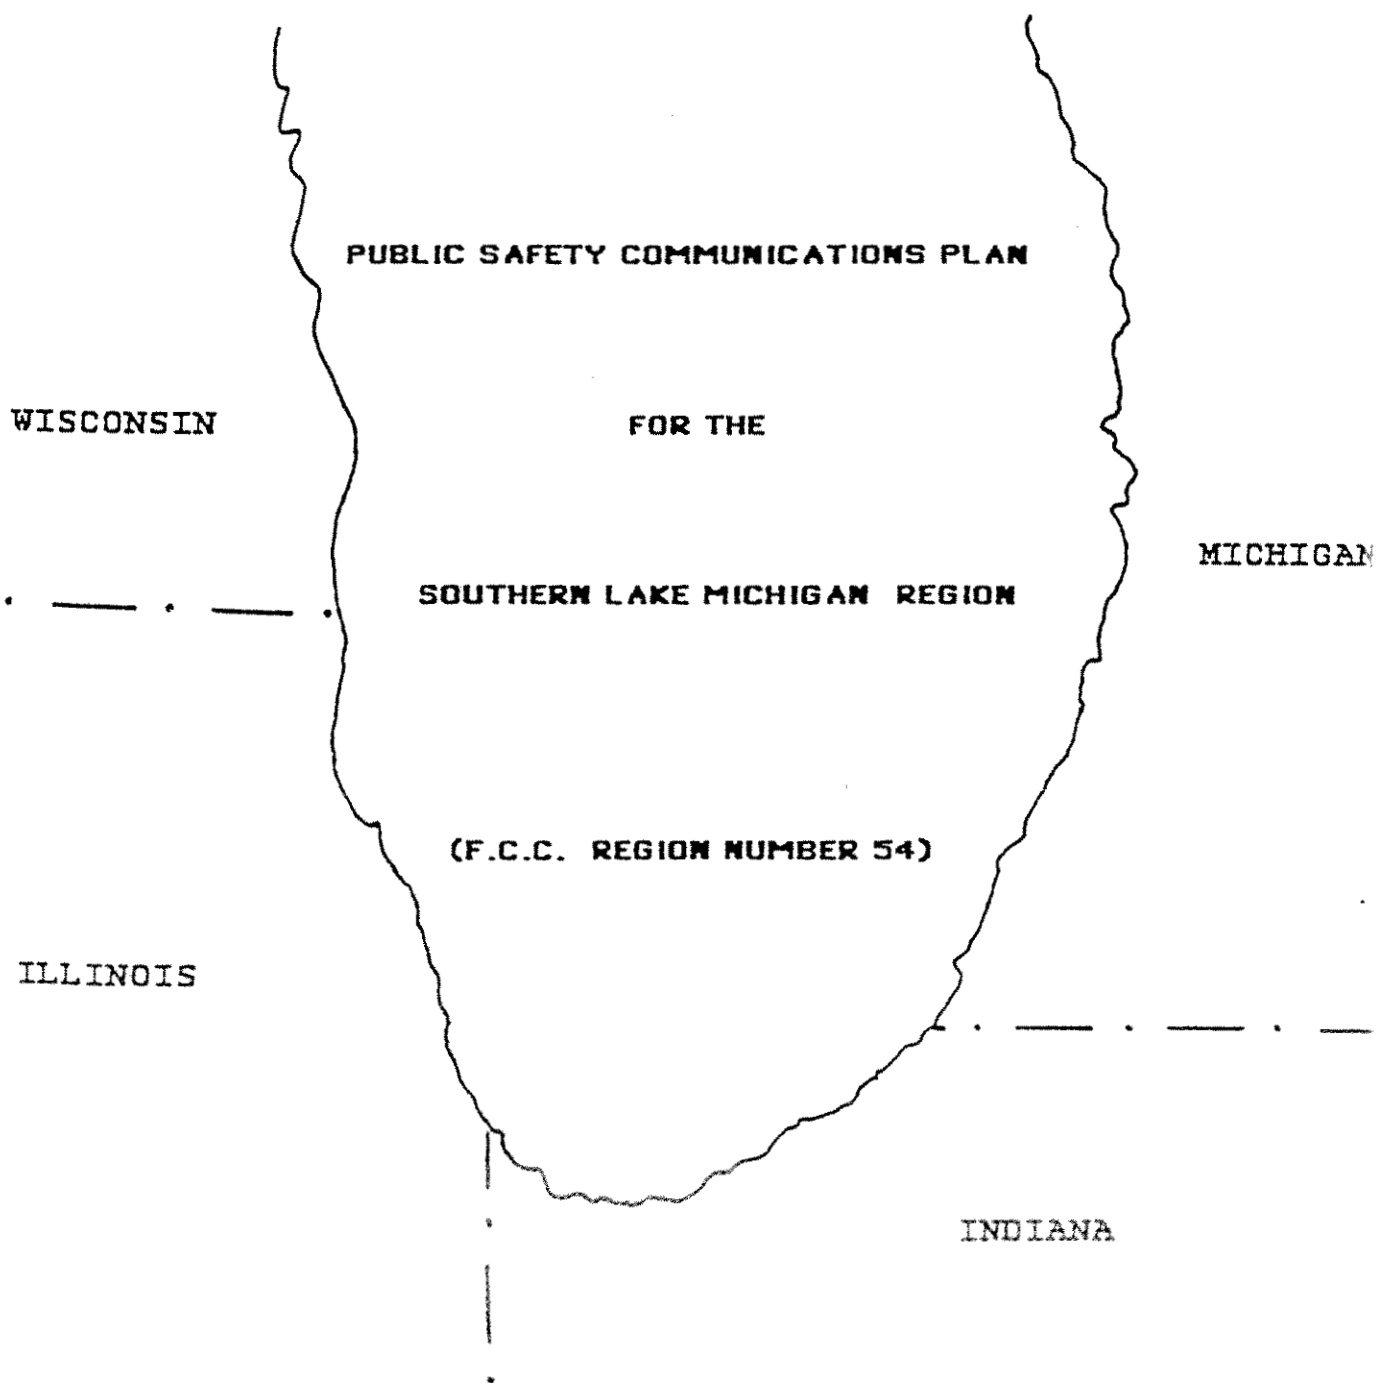 PUBLIC SAFETY COMMUNICATIONS PLAN
WISCONSIN
FOR THE
MICHIGAN
SOUTHERN LAKE MICHIGAN REGION
(F.C.C. REGION NUMBER 54)
ILLINOIS
INDIANA